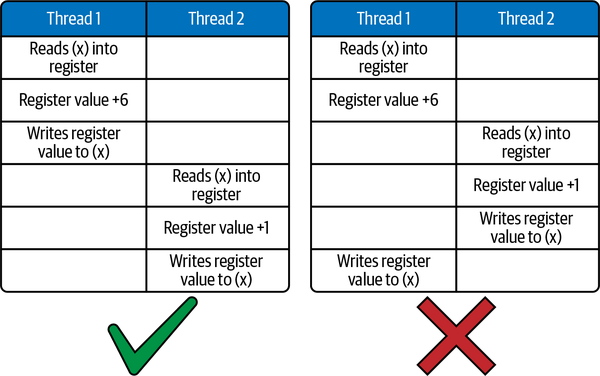 Thread 1
Thread 2
Reads (x) into
register
Register value +6
Writes register
value to (x)
Reads (x) into
register
Register value +1
Writes register
value to (x)
Thread 1
Thread 2
Reads (x) into
register
Register value +6
Reads (x) into
register
Register value +1
Writes register
value to (x)
Writes register
value to (x)